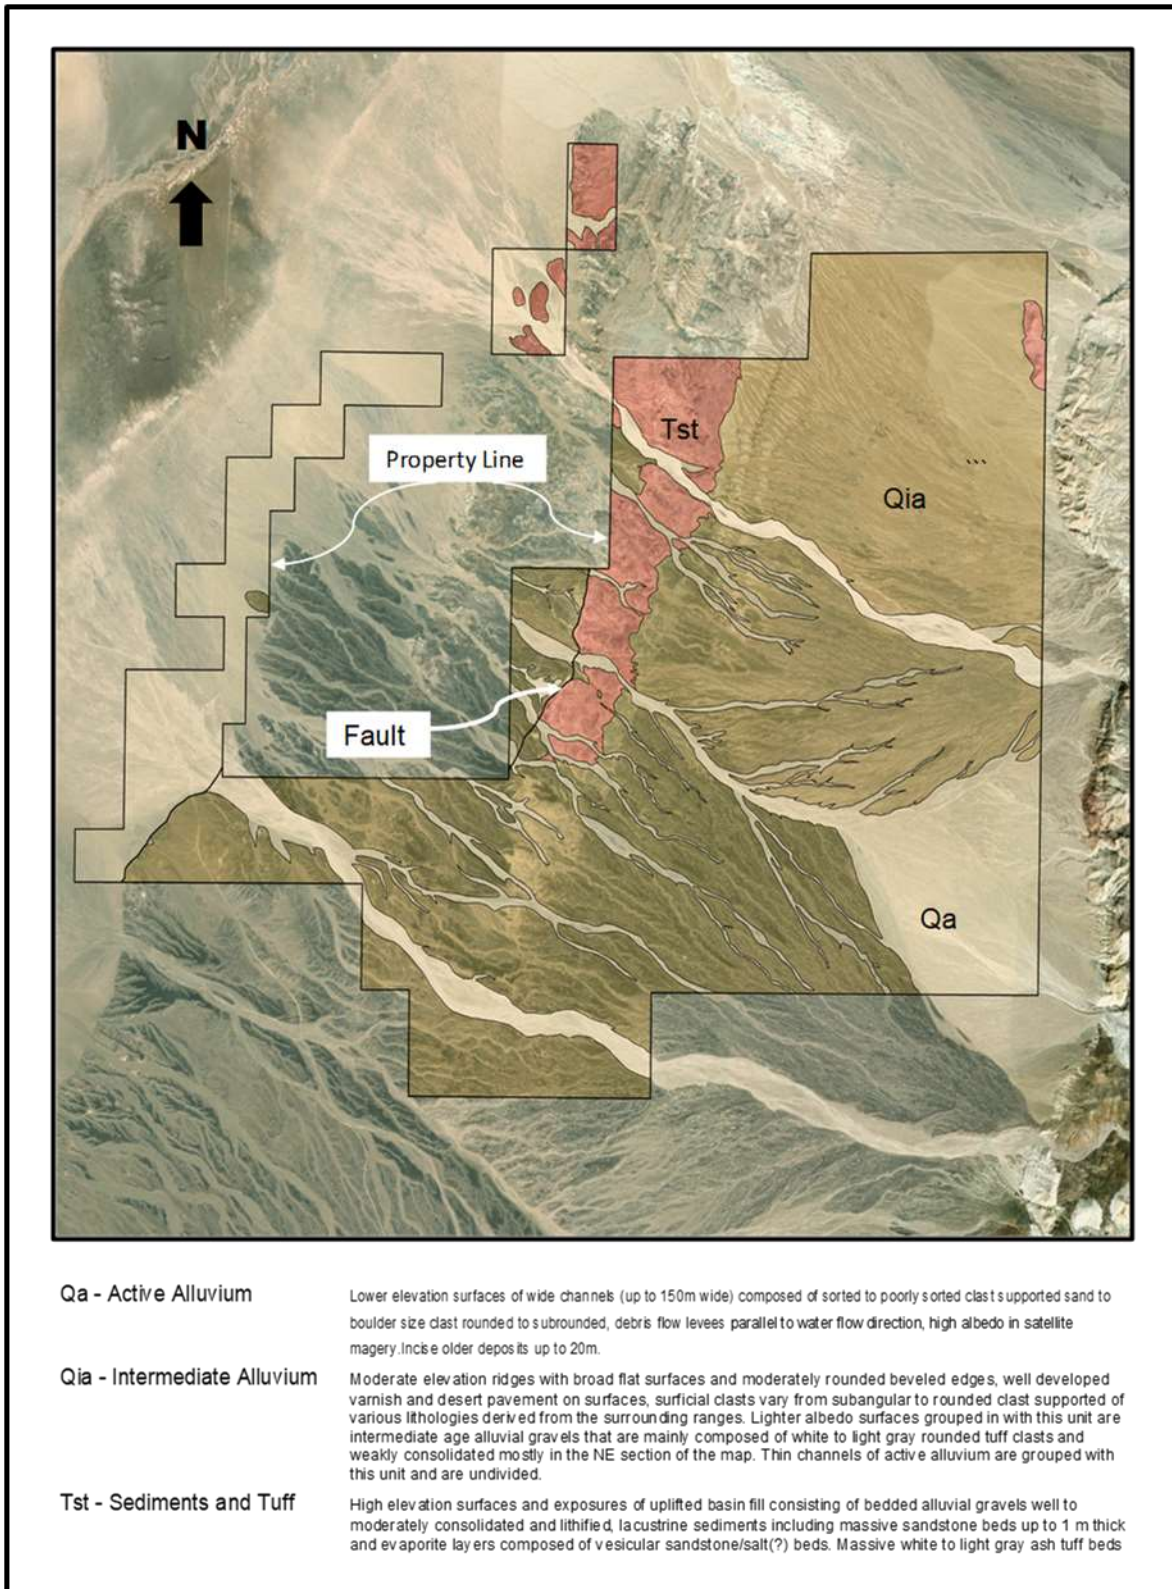 N
Property Line
Tst
Qia
Fault
Qa
Qa - Active Alluvium
Lower elevation surfaces of wide channels (up to 150m wide) composed of sorted to poorly sorted clast supported sand to
boulder size clast rounded to subrounded, debris flow levees parallel to water flow direction, high albedo in satellite
magery.Incise older deposits up to 20m.
Qia - Intermediate Alluvium
Moderate elevation ridges with broad flat surfaces and moderately rounded beveled edges, well developed
varnish and desert pavement on surfaces, surficial clasts vary from subangular to rounded clast supported of
various lithologies derived from the surrounding ranges. Lighter albedo surfaces grouped in with this unit are
intermediate age alluvial gravels that are mainly composed of white to light gray rounded tuff clasts and
weakly consolidated mostly in the NE section of the map. Thin channels of active alluvium are grouped with
this unit and are undivided.
Tst - Sediments and Tuff
High elevation surfaces and exposures of uplifted basin fill consisting of bedded alluvial gravels well to
moderately consolidated and lithified, lacustrine sediments including massive sandstone beds up to 1 m thick
and evaporite layers composed of vesicular sandstone/salt(?) beds. Massive white to light gray ash tuff beds